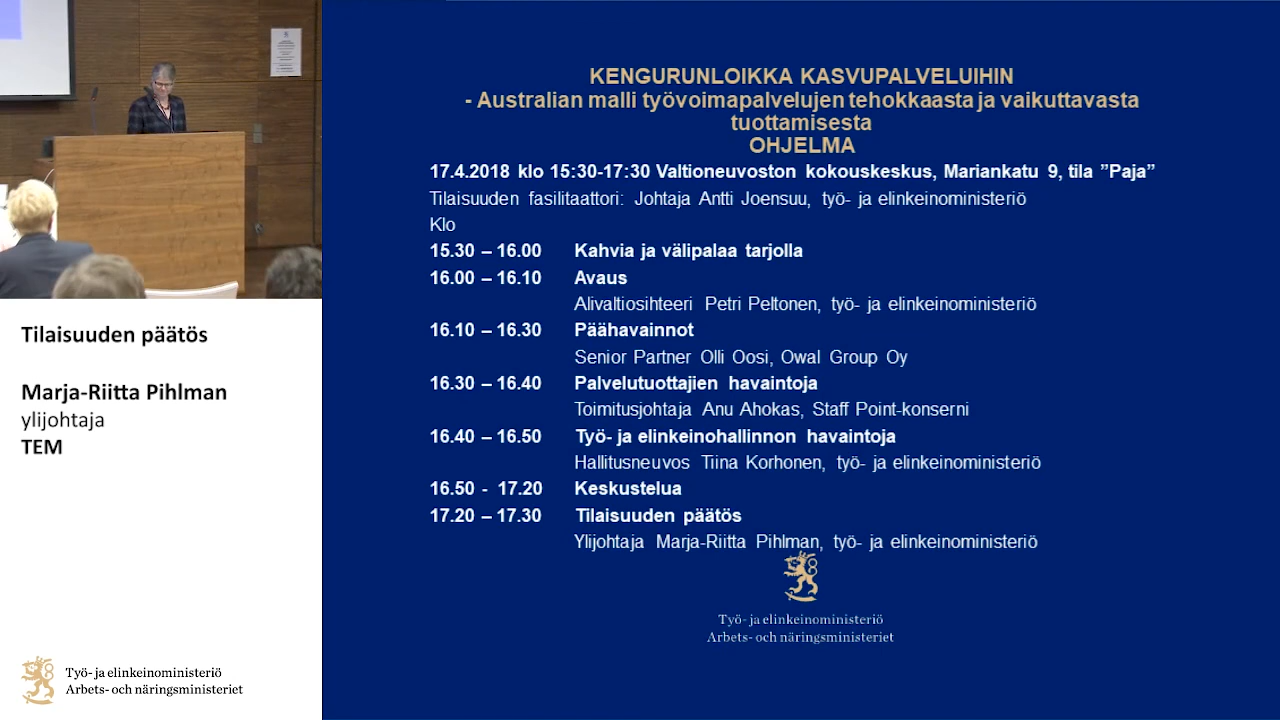 Tilaisuuden päätös
Marja-Riitta Pihlman
ylijohtaja
TEM
Työ- ja elinkeinoministeriö
Arbets- och näringsministeriet
KENGURUNLOIKKA KASVUPALVELUIHIN
- Australian malli työvoimapalvelujen tehokkaasta ja vaikuttavasta
tuottamisesta
OHJELMA
17.4.2018 klo 15:30-17:30 Valtioneuvoston kokouskeskus, Mariankatu 9, tila ”Paja”
Tilaisuuden fasilitaattori: Johtaja Antti Joensuu, työ- ja elinkeinoministeriö
Klo
15.30 – 16.00 Kahvia ja välipalaa tarjolla
16.00 – 16.10 Avaus
Alivaltiosihteeri Petri Peltonen, työ- ja elinkeinoministeriö
16.10 – 16.30 Päähavainnot
Senior Partner Olli Oosi, Owal Group Oy
16.30 – 16.40 Palvelutuottajien havaintoja
Toimitusjohtaja Anu Ahokas, Staff Point-konserni
16.40 – 16.50 Työ- ja elinkeinohallinnon havaintoja
Hallitusneuvos Tiina Korhonen, työ- ja elinkeinoministeriö
16.50 - 17.20 Keskustelua
17.20 – 17.30 Tilaisuuden päätös
Ylijohtaja Marja-Riitta Pihlman, työ- ja elinkeinoministeriö
Työ- ja elinkeinoministeriö
Arbets- och näringsministeriet